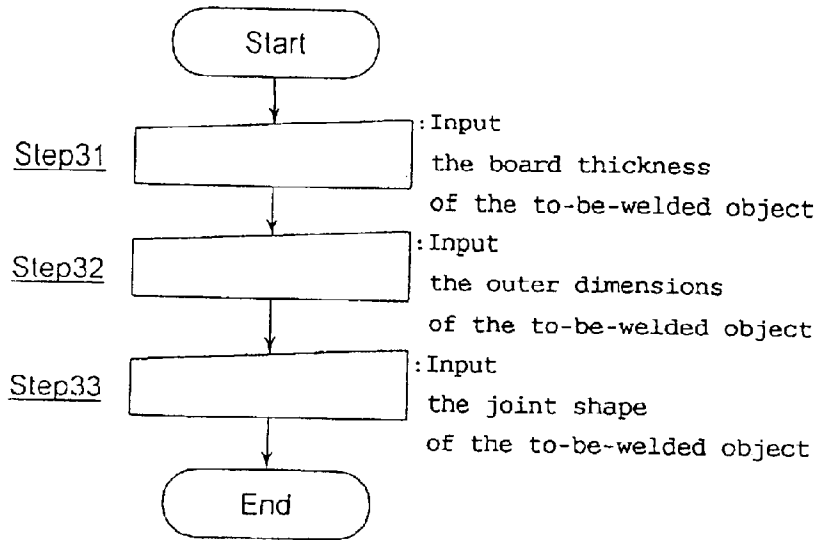 Start
Step31
:Input
the board thickness
of the to-be-welded object
Step32
:Input
the outer dimensions
of the to-be-welded object
Step33
:Input
the joint shape
of the to-be-welded object
End